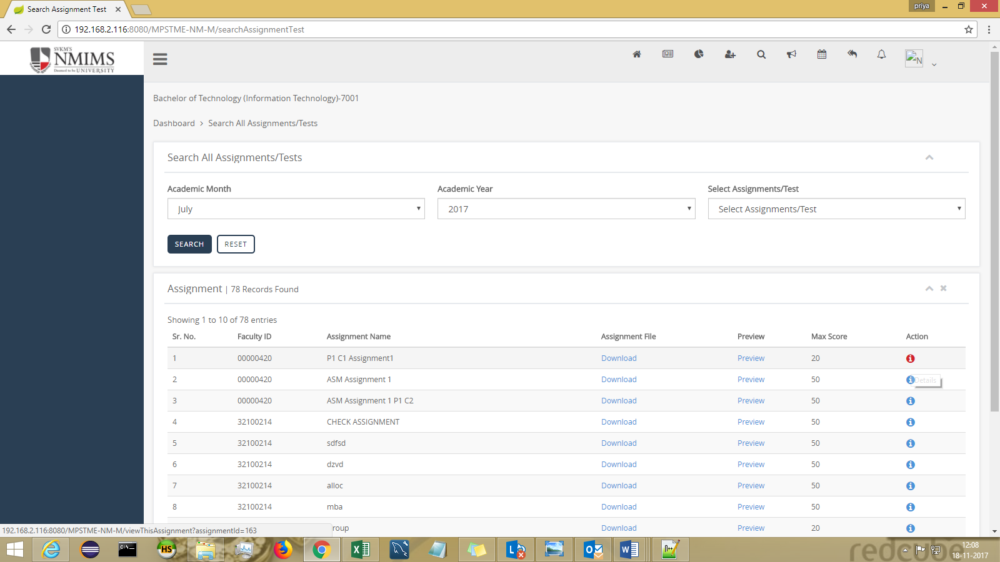 Search Assignment Test
priya
192.168.2.116:8080/MPSTME-NM-M/searchAssignmentTest
SVKM'S
NMIMS
Deemed to be UNIVERSITY
N
Bachelor of Technology (Information Technology)-7001
Dashboard > Search All Assignments/Tests
Search All Assignments/Tests
Academic Month Academic Year Select Assignments/Test
July 2017 Select Assignments/Test
SEARCH RESET
Assignment | 78 Records Found
Showing 1 to 10 of 78 entries
Sr. No. Faculty ID Assignment Name Assignment File Preview Max Score Action
1 00000420 P1 C1 Assignment1 Download Preview 20
2 00000420 ASM Assignment 1 Download Preview 50 Details
3 00000420 ASM Assignment 1 P1 C2 Download Preview 50
4 32100214 CHECK ASSIGNMENT Download Preview 50
5 32100214 sdfsd Download Preview 50
6 32100214 dzvd Download Preview 50
7 32100214 alloc Download Preview 50
8 32100214 mba Download Preview 50
Download Preview 20
192.168.2.116:8080/MPSTME-NM-M/viewThisAssignment?assignmentId=163
HS
redcube
12:08
18-11-2017